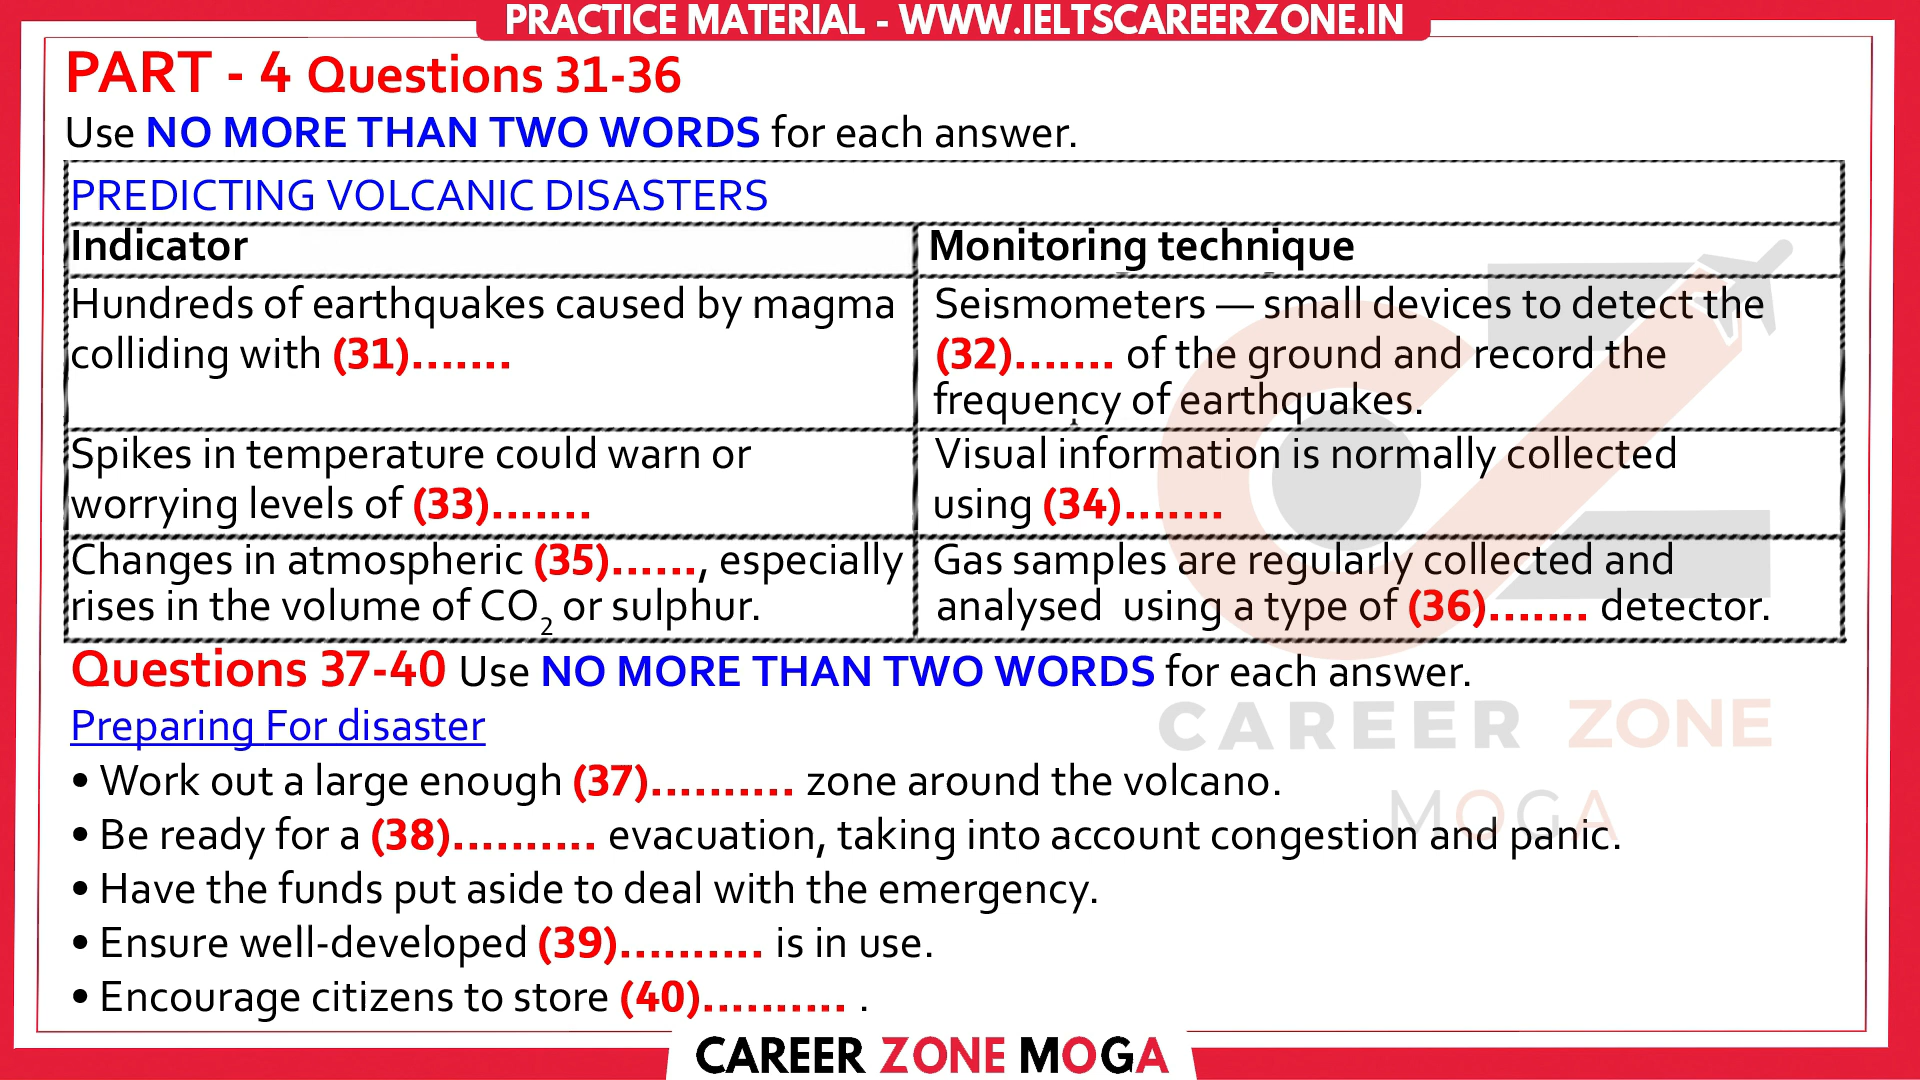 PRACTICE MATERIAL - WWW.IELTSCAREERZONE.IN
PART - 4 Questions 31-36
Use NO MORE THAN TWO WORDS for each answer.
PREDICTING VOLCANIC DISASTERS
Indicator
Monitoring technique
Hundreds of earthquakes caused by magma
colliding with (31).......
Seismometers — small devices to detect the
(32)....... of the ground and record the
frequency of earthquakes.
Spikes in temperature could warn or
worrying levels of (33).......
Visual information is normally collected
using (34).......
Changes in atmospheric (35)......, especially
rises in the volume of CO₂ or sulphur.
Gas samples are regularly collected and
analysed using a type of (36)....... detector.
Questions 37-40 Use NO MORE THAN TWO WORDS for each answer.
Preparing For disaster
• Work out a large enough (37).......... zone around the volcano.
• Be ready for a (38).......... evacuation, taking into account congestion and panic.
• Have the funds put aside to deal with the emergency.
• Ensure well-developed (39).......... is in use.
• Encourage citizens to store (40).......... .
CAREER ZONE
MOGA
CAREER ZONE MOGA